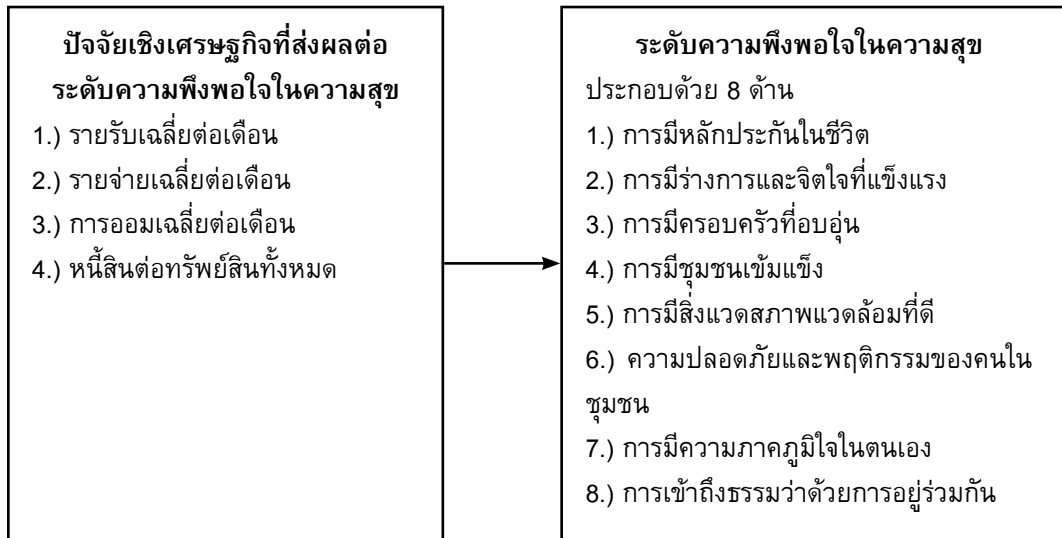 ปัจจัยเชิงเศรษฐกิจที่ส่งผลต่อ
ระดับความพึงพอใจในความสุข
1.) รายรับเฉลี่ยต่อเดือน
2.) รายจ่ายเฉลี่ยต่อเดือน
3.) การออมเฉลี่ยต่อเดือน
4.) หนี้สินต่อทรัพย์สินทั้งหมด
ระดับความพึงพอใจในความสุข
ประกอบด้วย 8 ด้าน
1.) การมีหลักประกันในชีวิต
2.) การมีร่างการและจิตใจที่แข็งแรง
3.) การมีครอบครัวที่อบอุ่น
4.) การมีชุมชนเข้มแข็ง
5.) การมีสิ่งแวดสภาพแวดล้อมที่ดี
6.) ความปลอดภัยและพฤติกรรมของคนใน
ชุมชน
7.) การมีความภาคภูมิใจในตนเอง
8.) การเข้าถึงธรรมว่าด้วยการอยู่ร่วมกัน